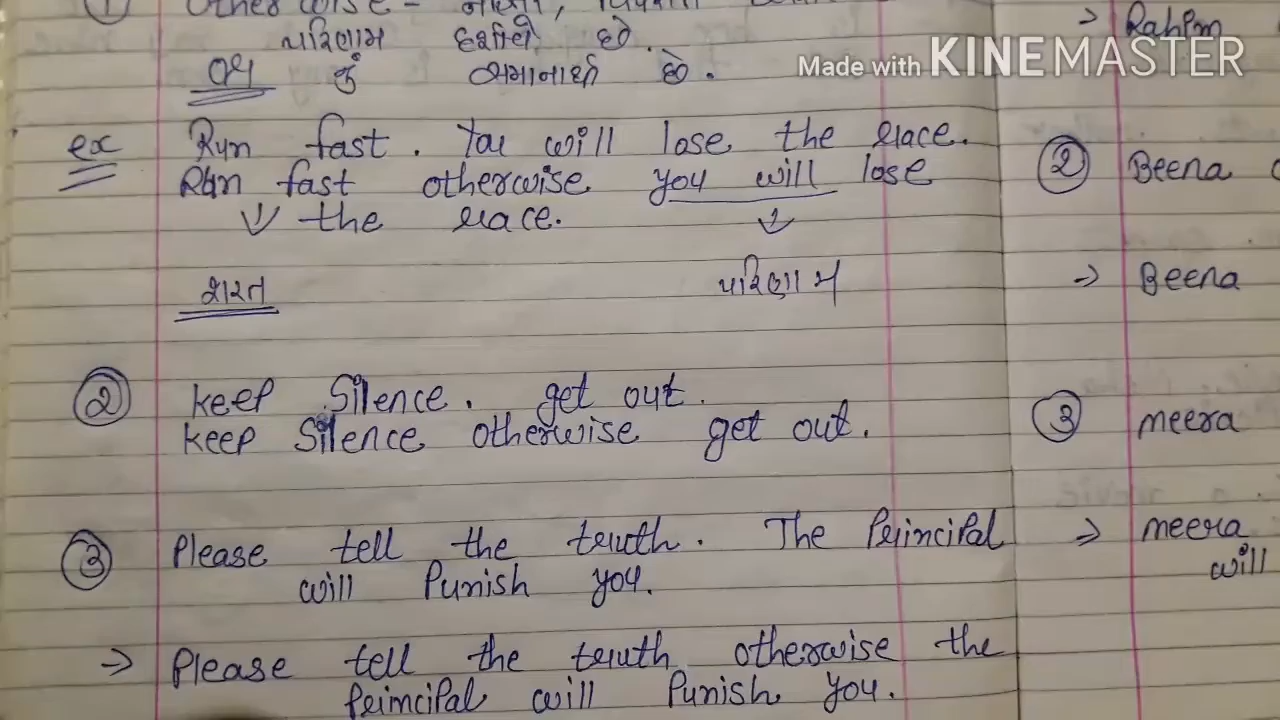 ① Otherwise -
પરિણામ દર્શાવે છે.
નું સમાનાર્થી છે.
ex Run fast. You will lose the race.
Run fast otherwise you will lose
the race.
શરત પરિણામ
② keep Silence. get out.
keep Silence otherwise get out.
③ Please tell the truth. The Principal
will Punish you.
→ Please tell the truth otherwise the
Principal will Punish you.
→ Rahim
② Beena
→ Beena
③ meera
→ meera
will
Made with KINEMASTER